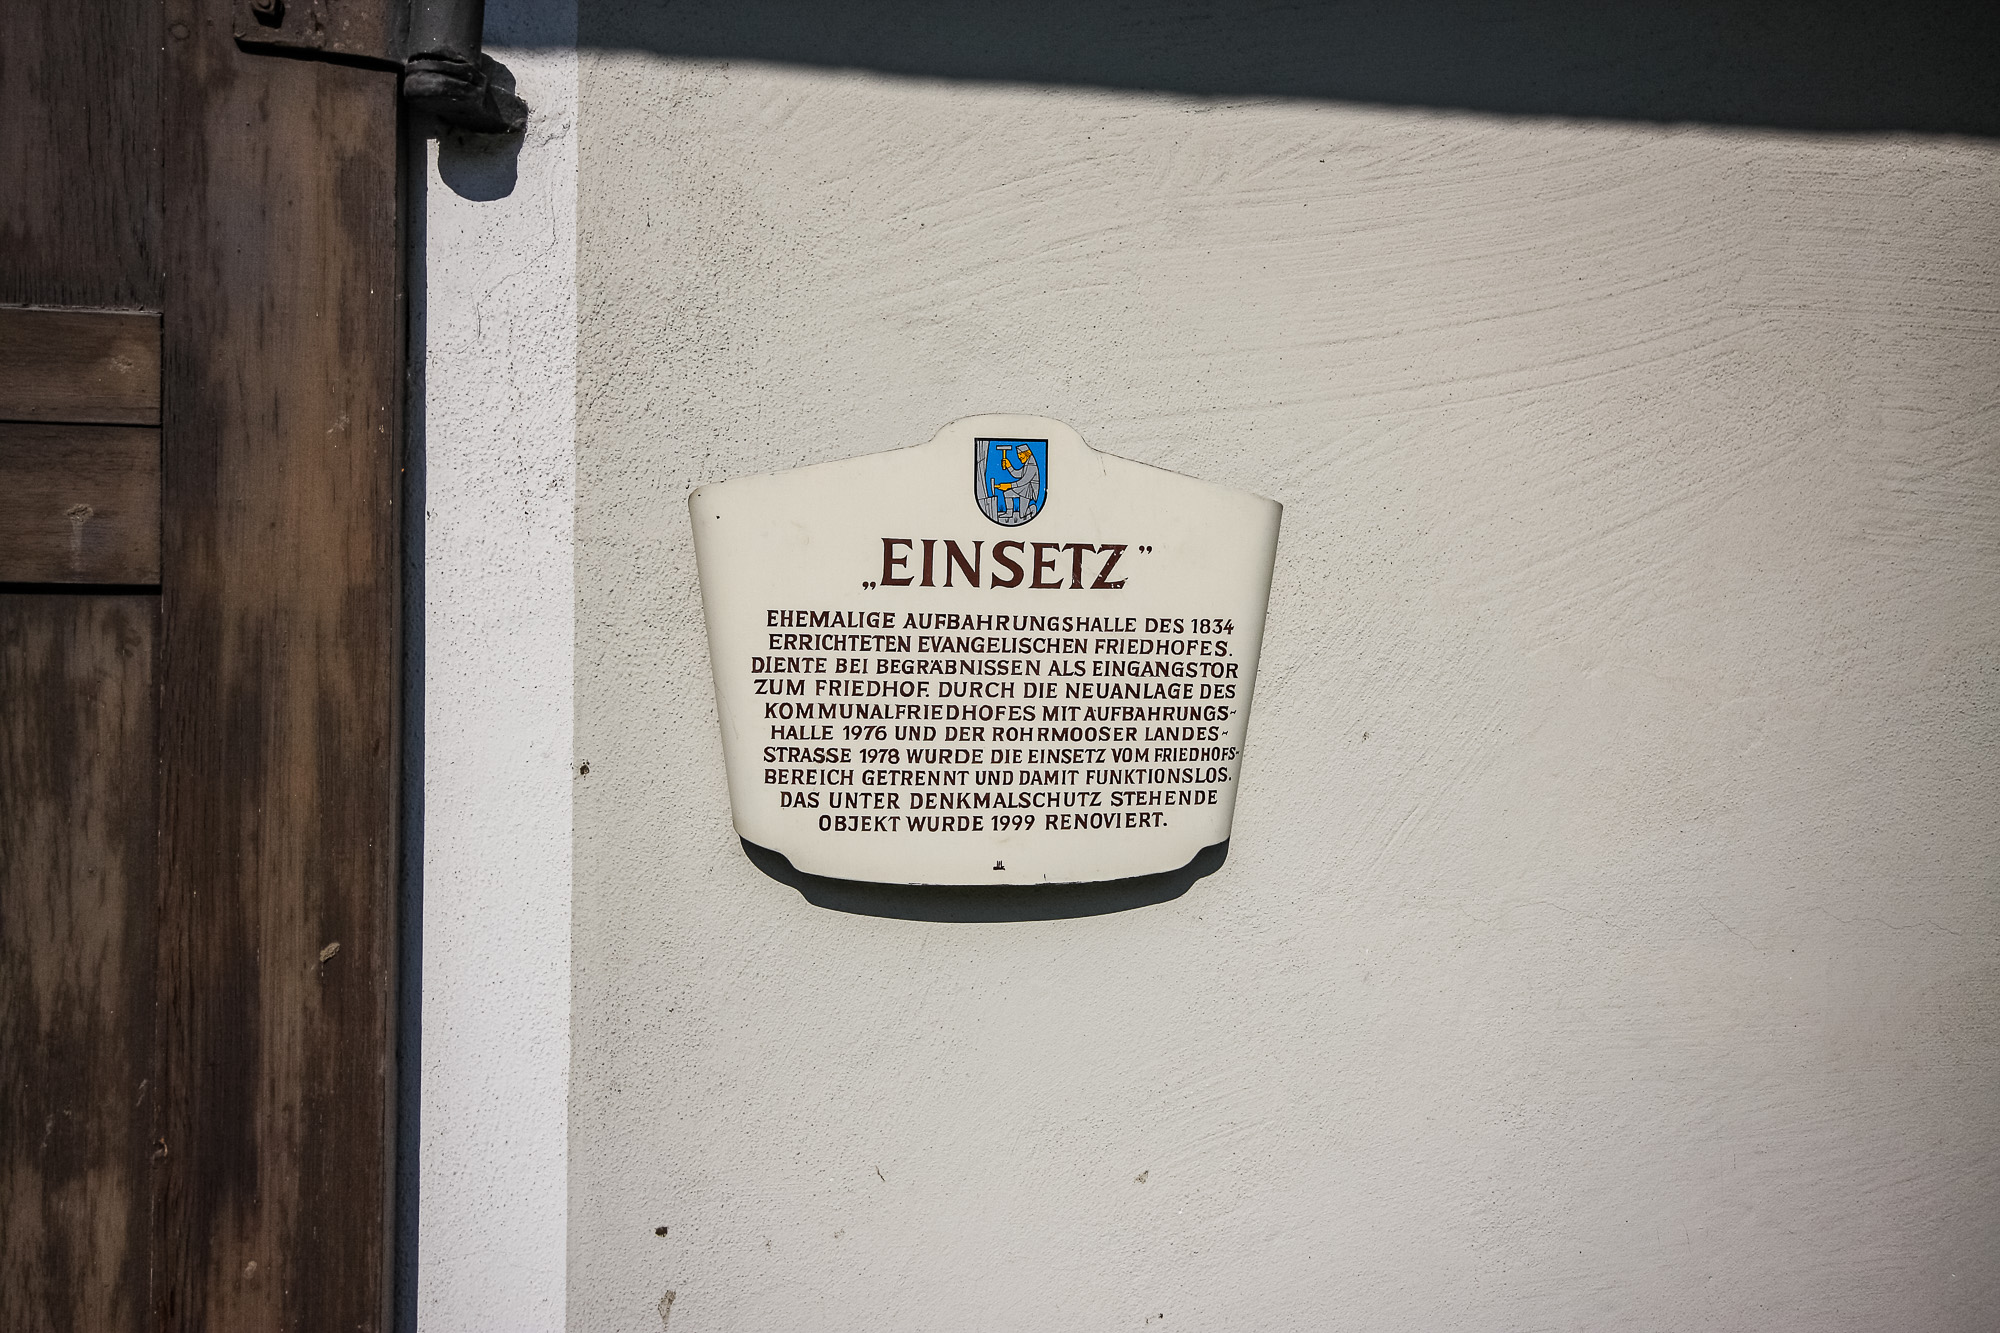 „EINSETZ”
EHEMALIGE AUFBAHRUNGSHALLE DES 1834
ERRICHTETEN EVANGELISCHEN FRIEDHOFES.
DIENTE BEI BEGRÄBNISSEN ALS EINGANGSTOR
ZUM FRIEDHOF. DURCH DIE NEUANLAGE DES
KOMMUNALFRIEDHOFES MIT AUFBAHRUNGS~
HALLE 1976 UND DER ROHRMOOSER LANDES~
STRASSE 1978 WURDE DIE EINSETZ VOM FRIEDHOFS-
BEREICH GETRENNT UND DAMIT FUNKTIONSLOS.
DAS UNTER DENKMALSCHUTZ STEHENDE
OBJEKT WURDE 1999 RENOVIERT.